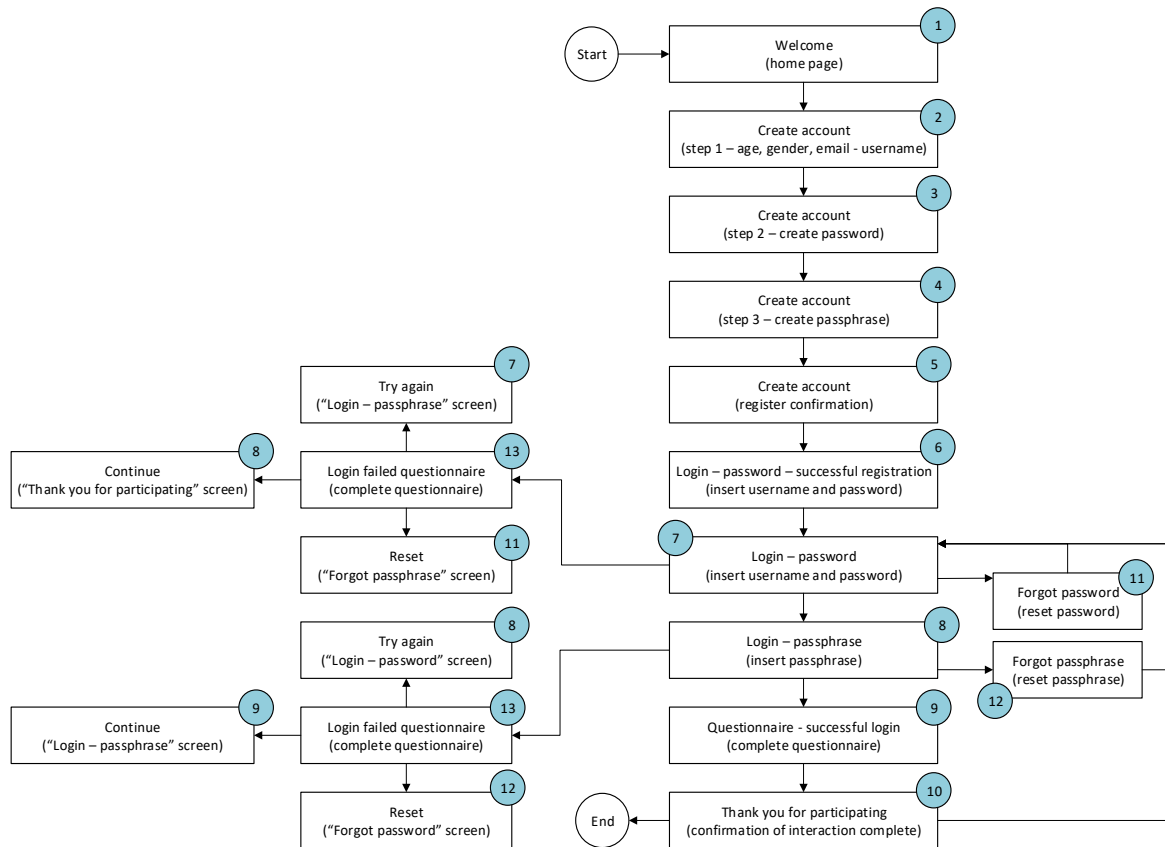 1
Start
Welcome
(home page)
2
Create account
(step 1 – age, gender, email - username)
3
Create account
(step 2 – create password)
4
Create account
(step 3 – create passphrase)
5
Create account
(register confirmation)
6
Login – password – successful registration
(insert username and password)
7
Try again
(“Login – passphrase” screen)
8
Continue
(“Thank you for participating” screen)
13
Login failed questionnaire
(complete questionnaire)
11
Reset
(“Forgot passphrase” screen)
7
Login – password
(insert username and password)
11
Forgot password
(reset password)
8
Try again
(“Login – password” screen)
8
Login – passphrase
(insert passphrase)
Forgot passphrase
(reset passphrase)
12
9
Continue
(“Login – passphrase” screen)
13
Login failed questionnaire
(complete questionnaire)
9
Questionnaire - successful login
(complete questionnaire)
12
Reset
(“Forgot password” screen)
End
10
Thank you for participating
(confirmation of interaction complete)